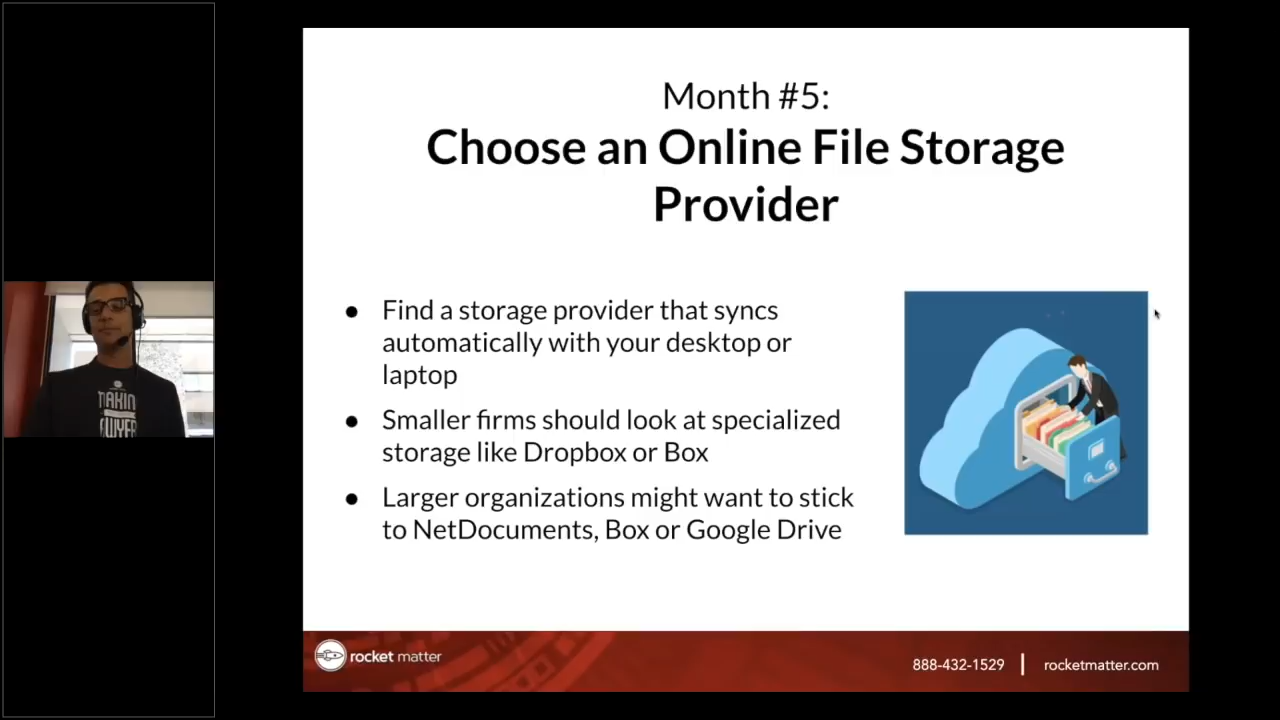 Month #5:
Choose an Online File Storage
Provider
● Find a storage provider that syncs
automatically with your desktop or
laptop
● Smaller firms should look at specialized
storage like Dropbox or Box
● Larger organizations might want to stick
to NetDocuments, Box or Google Drive
rocket matter
888-432-1529 | rocketmatter.com